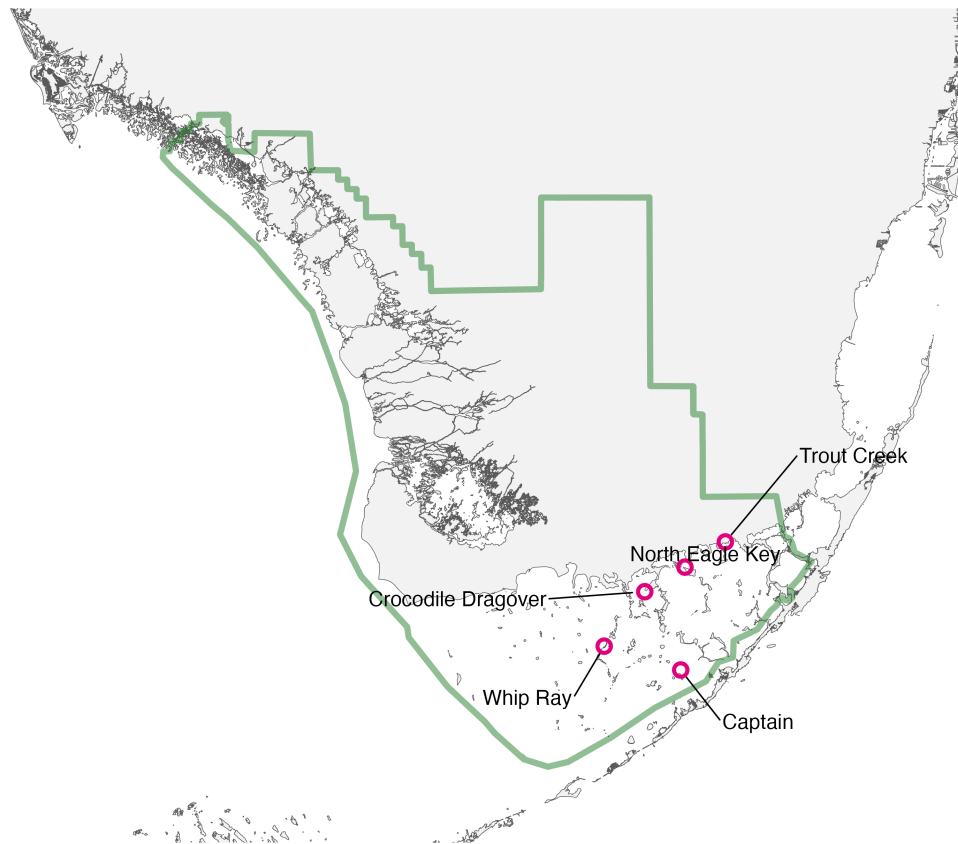 Trout Creek
North Eagle Key
Crocodile Dragover
Whip Ray
Captain